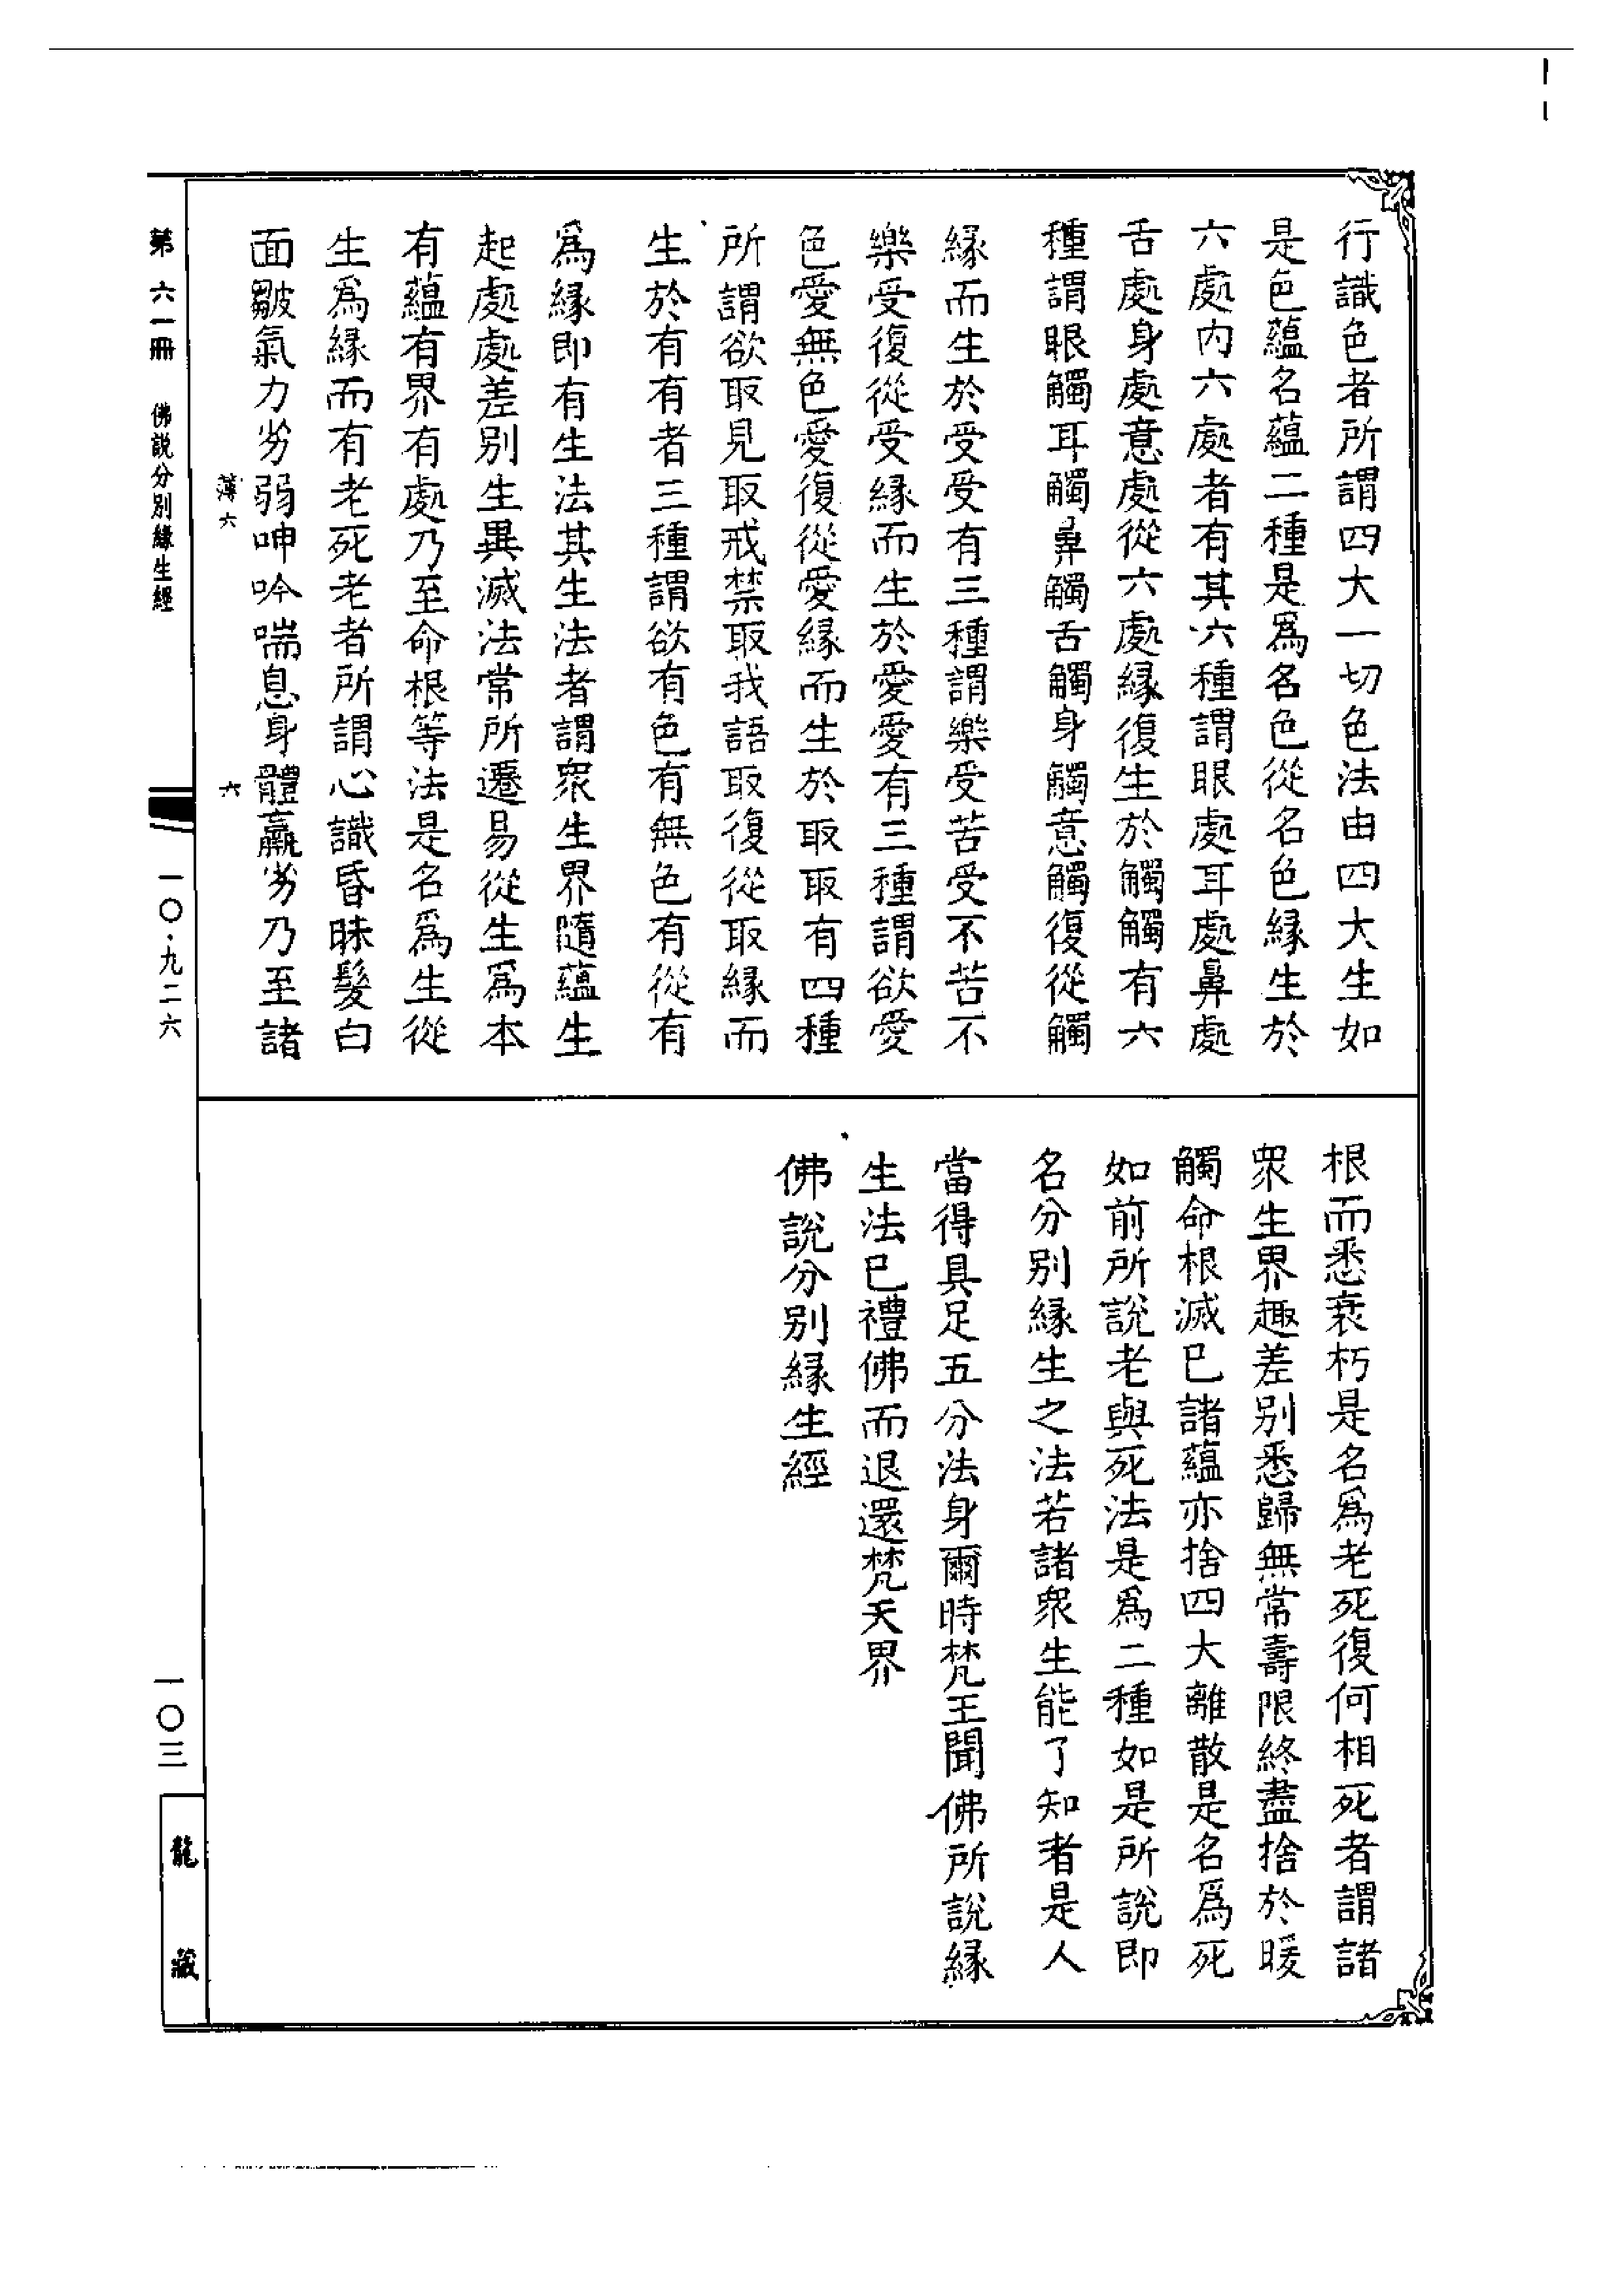 行識色者所謂四大一切色法由四大生如
是色蘊名蘊二種是爲名色從名色緣生於
六處内六處者有其六種謂眼處耳處鼻處
舌處身處意處從六處緣復生於觸觸有六
種謂眼觸耳觸鼻觸舌觸身觸意觸復從觸
緣而生於受受有三種謂樂受苦受不苦不
樂受復從受緣而生於愛愛有三種謂欲愛
色愛無色愛復從愛緣而生於取取有四種
所謂欲取見取戒禁取我語取復從取緣而
生於有有者三種謂欲有色有無色有從有
爲緣即有生法其生法者謂衆生界隨蘊生
起處處差別生異滅法常所遷易從生爲本
有蘊有界有處乃至命根等法是名爲生從
生爲緣而有老死老者所謂心識昏昧髮白
面皺氣力劣弱呻吟喘息身體羸劣乃至諸
薄六 六
根而悉衰朽是名爲老死復何相死者謂諸
衆生界趣差別悉歸無常壽限終盡捨於暖
觸命根滅已諸蘊亦捨四大離散是名爲死
如前所說老與死法是爲二種如是所說即
名分別緣生之法若諸衆生能了知者是人
當得具足五分法身爾時梵王聞佛所說緣
生法已禮佛而退還梵天界
佛說分別緣生經
第六一冊 佛說分別緣生經 一〇·九二六 一〇三
龍藏